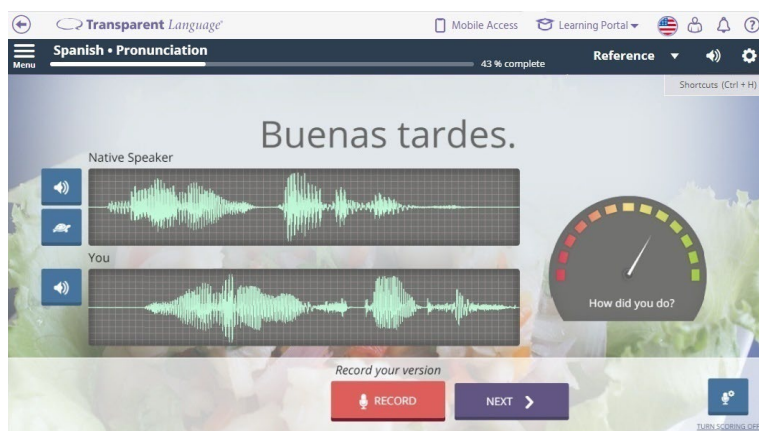 Transparent Language®
Mobile Access
Learning Portal
Menu
Spanish • Pronunciation
43 % complete
Reference
Shortcuts (Ctrl + H)
Buenas tardes.
Native Speaker
You
How did you do?
Record your version
RECORD
NEXT
TURN SCORING OFF